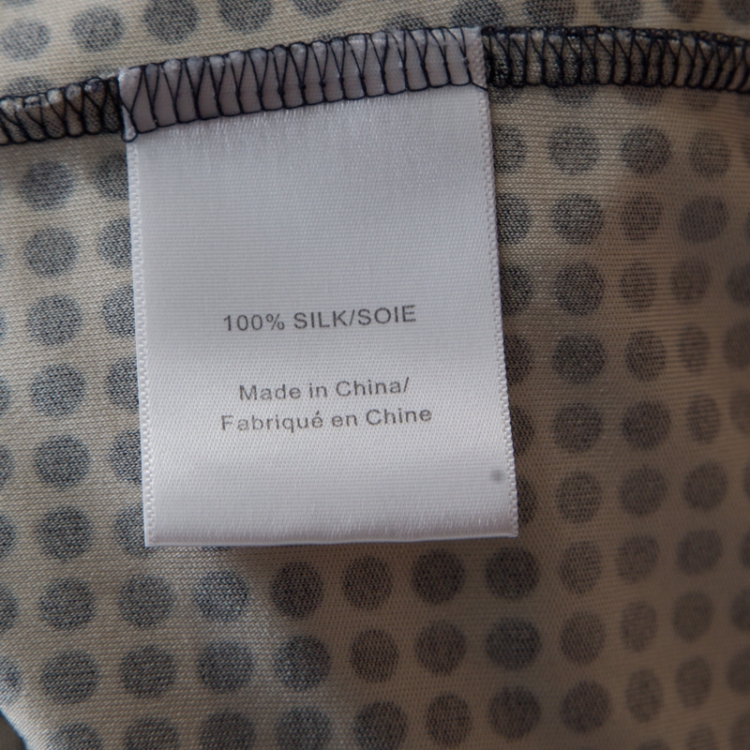 100% SILK/SOIE
Made in China/
Fabriqué en Chine